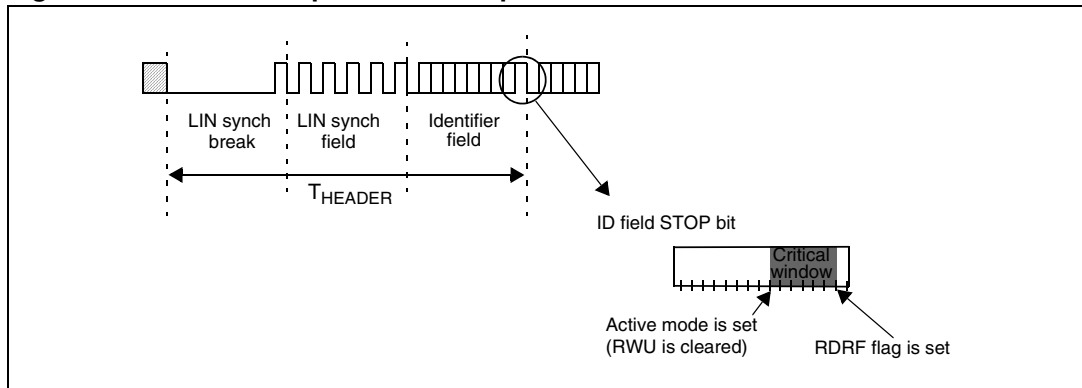 LIN synch
break
LIN synch
field
Identifier
field
THEADER
ID field STOP bit
Critical
window
Active mode is set
(RWU is cleared)
RDRF flag is set